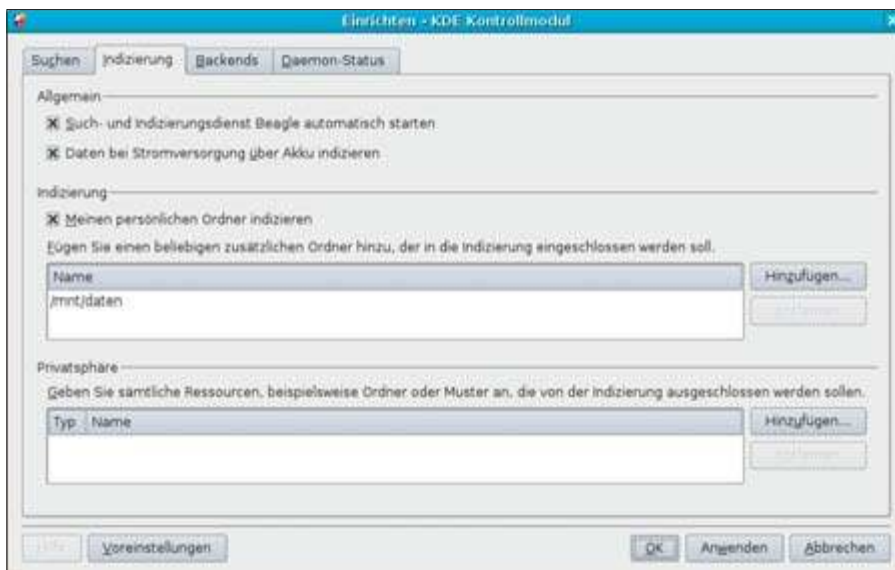 Einrichten - KDE Kontrollmodul
Suchen Indizierung Backends Daemon-Status
Allgemein
Such- und Indizierungsdienst Beagle automatisch starten
Daten bei Stromversorgung über Akku indizieren
Indizierung
Meinen persönlichen Ordner indizieren
Fügen Sie einen beliebigen zusätzlichen Ordner hinzu, der in die Indizierung eingeschlossen werden soll.
Name
Hinzufügen...
/mnt/daten
Privatsphäre
Geben Sie sämtliche Ressourcen, beispielsweise Ordner oder Muster an, die von der Indizierung ausgeschlossen werden sollen.
Typ Name
Hinzufügen...
Voreinstellungen OK Anwenden Abbrechen